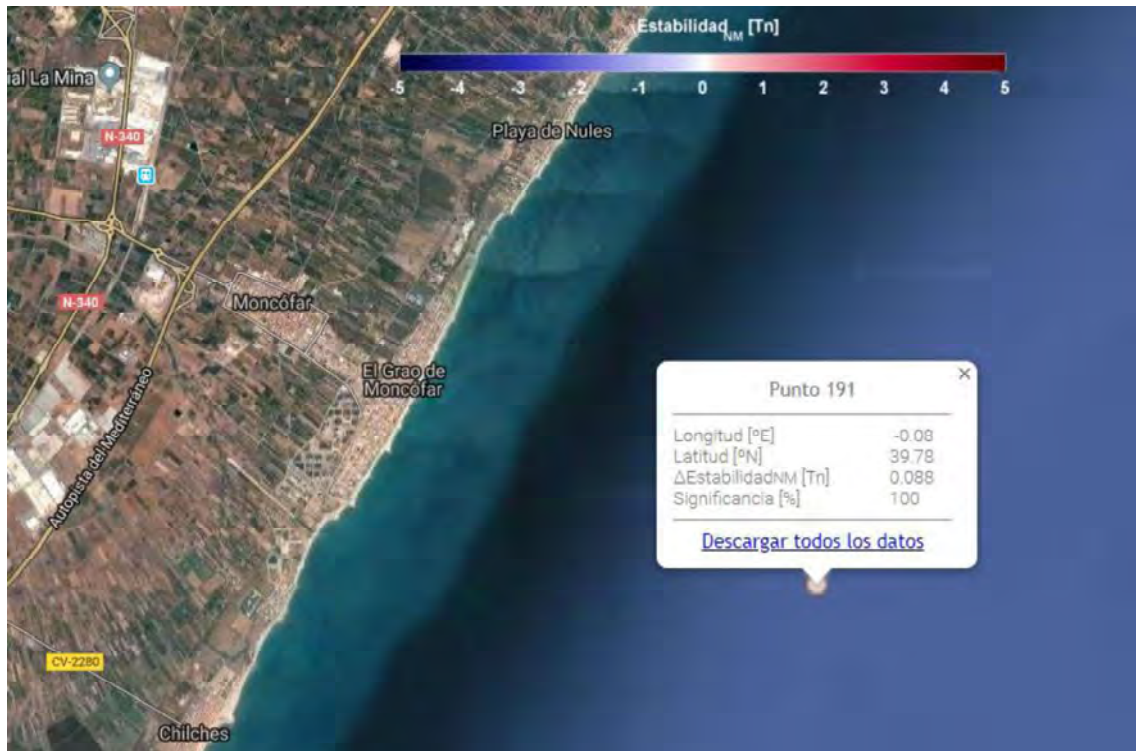 Estabilidad NM [Tn]
-5 -4 -3 -2 -1 0 1 2 3 4 5
ial La Mina
N-340
Playa de Nules
N-340
Moncófar
El Grao de
Moncófar
Autopista del Mediterráneo
Punto 191
Longitud [ºE] -0.08
Latitud [ºN] 39.78
ΔEstabilidadNM [Tn] 0.088
Significancia [%] 100
Descargar todos los datos
CV-2280
Chilches